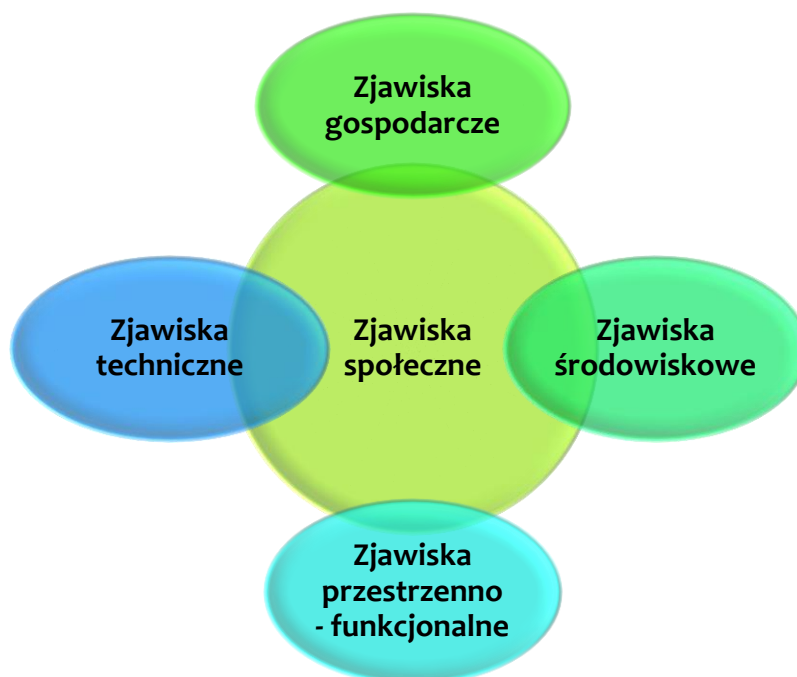 Zjawiska
gospodarcze
Zjawiska
techniczne
Zjawiska
społeczne
Zjawiska
środowiskowe
Zjawiska
przestrzenno
- funkcjonalne